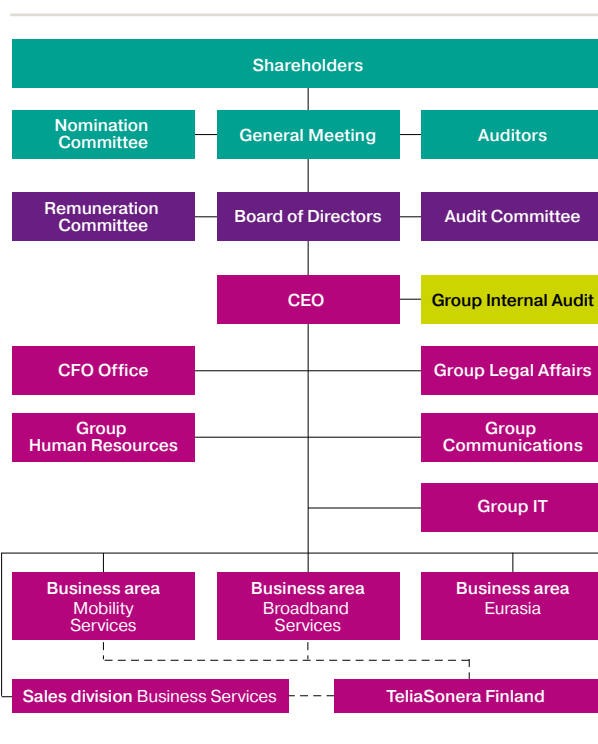 Shareholders
Nomination
Committee
General Meeting
Auditors
Remuneration
Committee
Board of Directors
Audit Committee
CEO
Group Internal Audit
CFO Office
Group Legal Affairs
Group
Human Resources
Group
Communications
Group IT
Business area
Mobility
Services
Business area
Broadband
Services
Business area
Eurasia
Sales division Business Services
TeliaSonera Finland